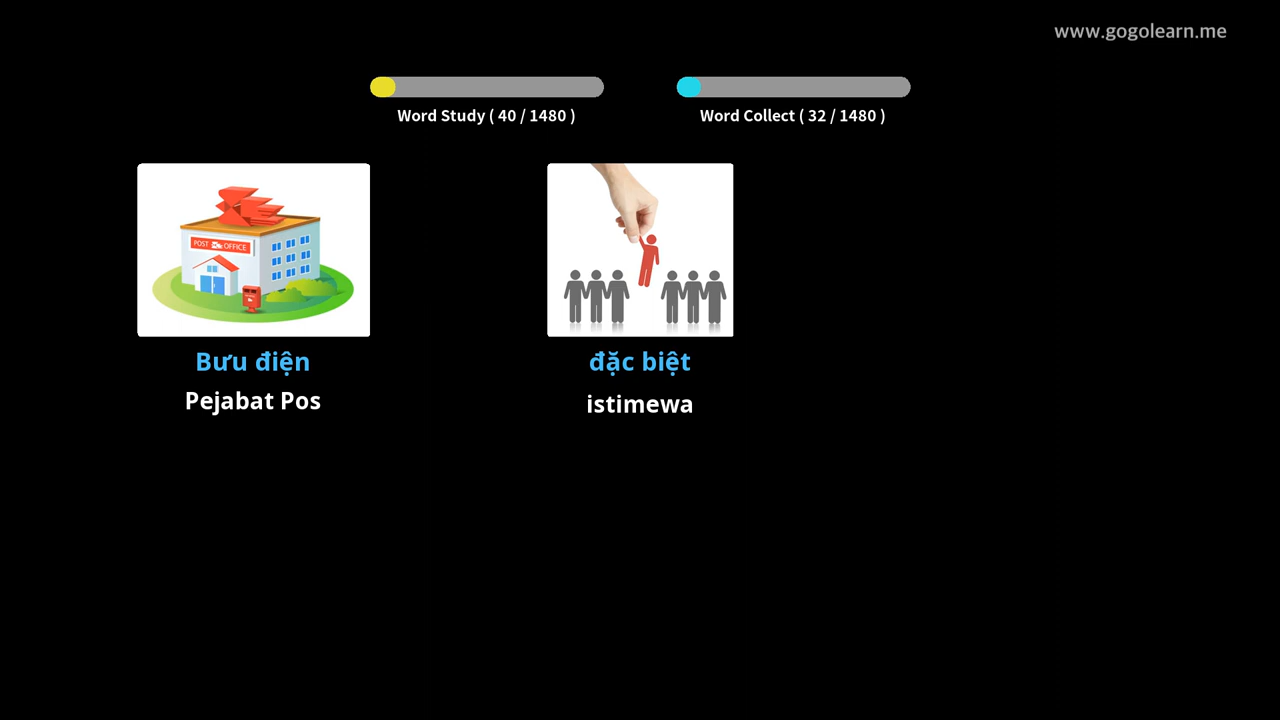 www.gogolearn.me
Word Study ( 40 / 1480 )
Word Collect ( 32 / 1480 )
POST OFFICE
Bưu điện
đặc biệt
Pejabat Pos
istimewa